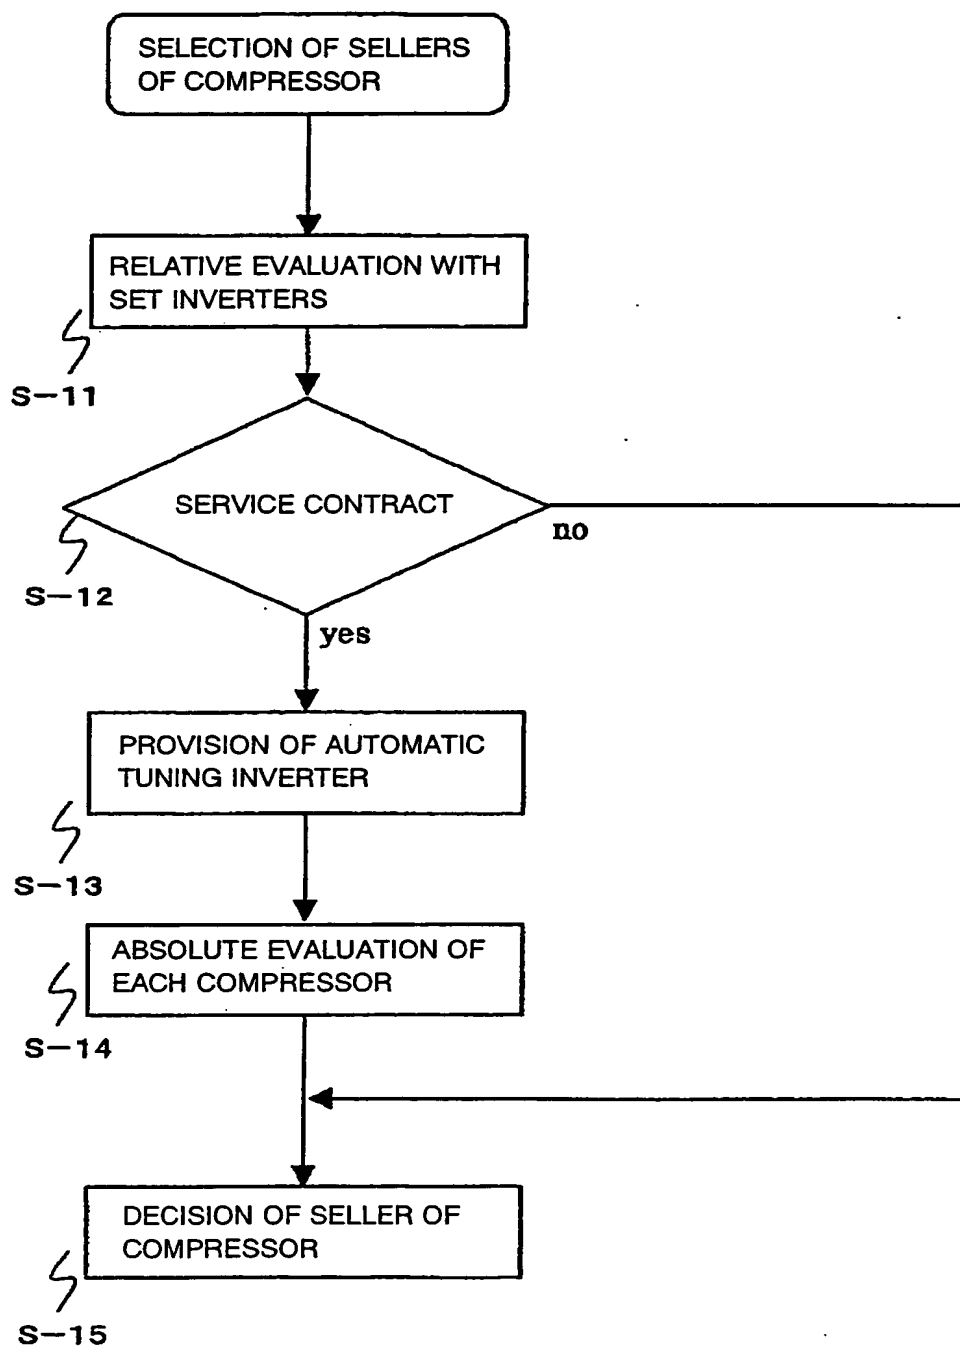 SELECTION OF SELLERS
OF COMPRESSOR
RELATIVE EVALUATION WITH
SET INVERTERS
S-11
SERVICE CONTRACT
no
S-12
yes
PROVISION OF AUTOMATIC
TUNING INVERTER
S-13
ABSOLUTE EVALUATION OF
EACH COMPRESSOR
S-14
DECISION OF SELLER OF
COMPRESSOR
S-15